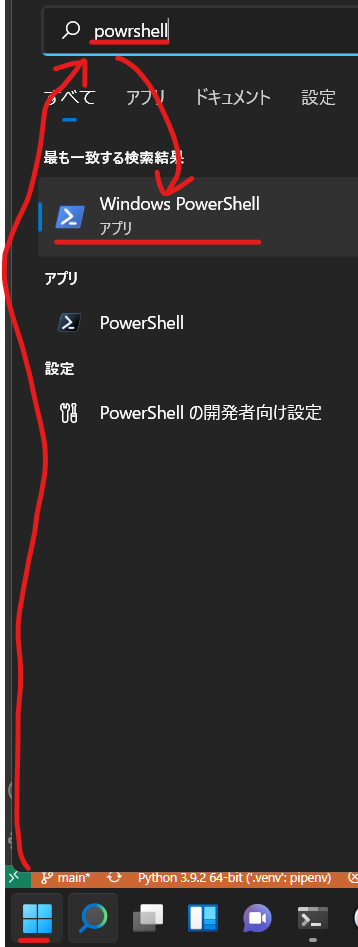 powrshell
すべて アプリ ドキュメント 設定
最も一致する検索結果
Windows PowerShell
アプリ
アプリ
PowerShell
設定
PowerShell の開発者向け設定
main* Python 3.9.2 64-bit ('.venv': pipenv)